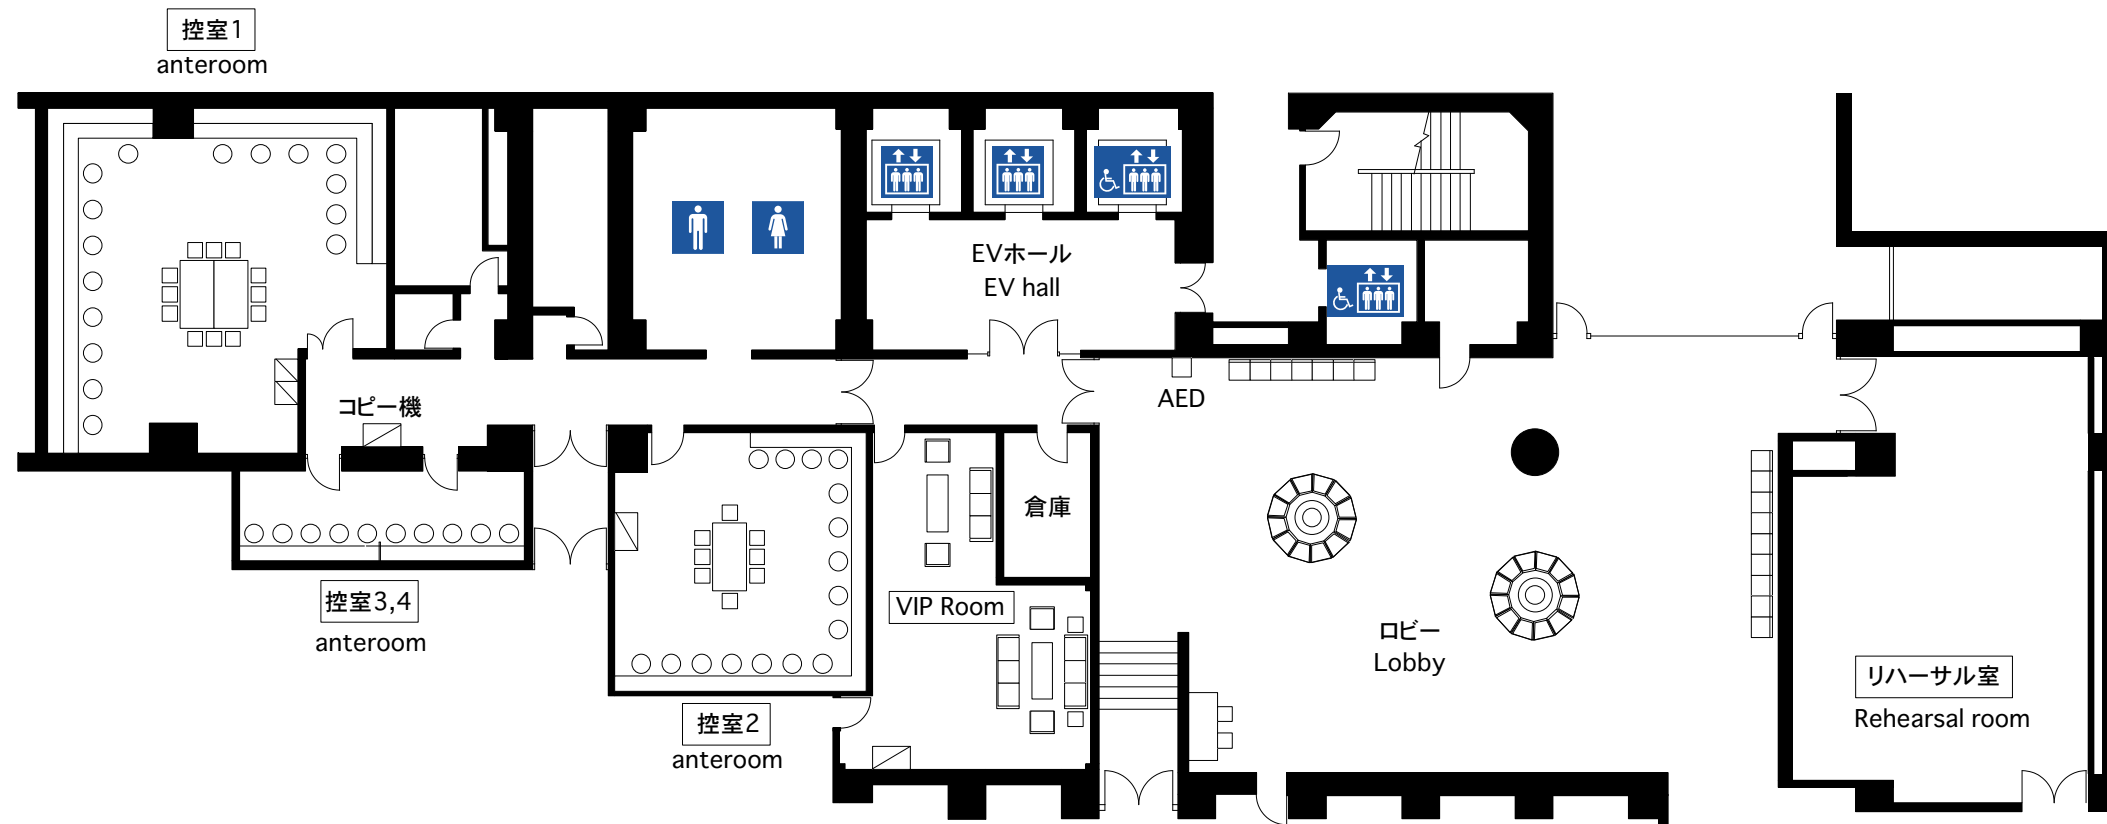 控室1
anteroom
EVホール
EV hall
コピー機
AED
倉庫
控室3,4
anteroom
VIP Room
ロビー
Lobby
リハーサル室
Rehearsal room
控室2
anteroom